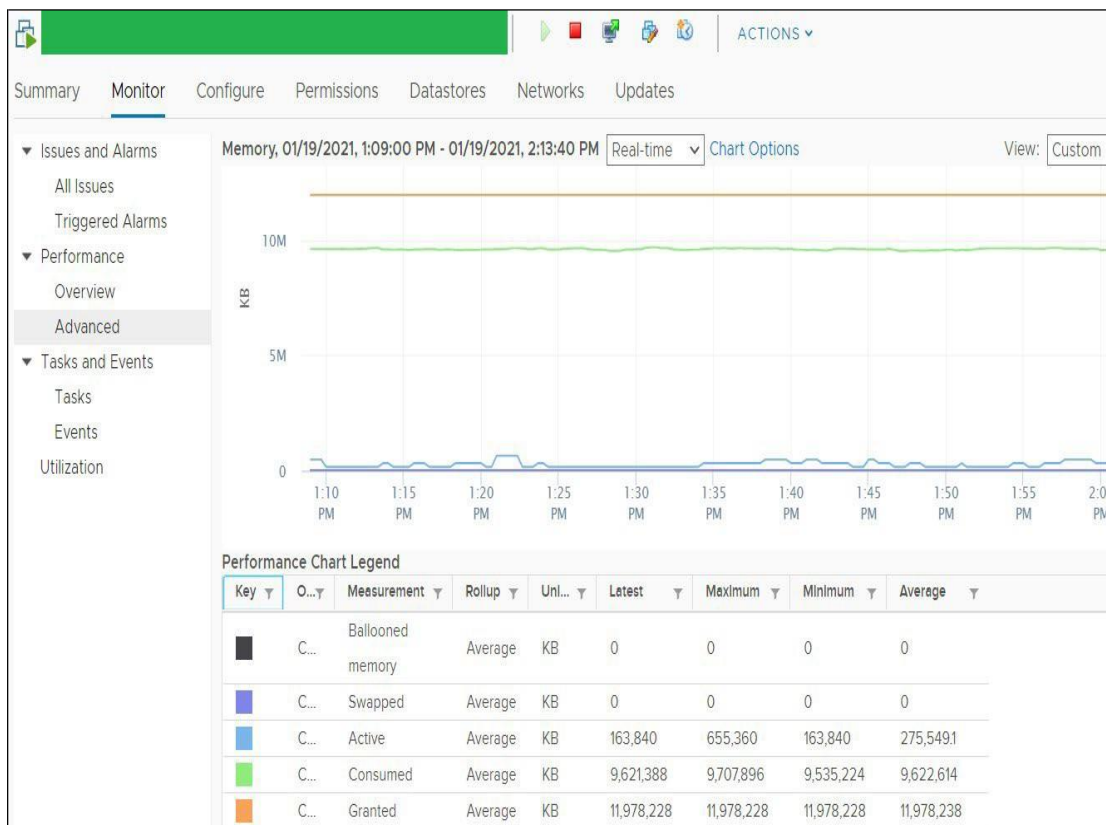 ACTIONS
Summary Monitor Configure Permissions Datastores Networks Updates
Issues and Alarms
All Issues
Triggered Alarms
Performance
Overview
Advanced
Tasks and Events
Tasks
Events
Utilization
Memory, 01/19/2021, 1:09:00 PM - 01/19/2021, 2:13:40 PM Real-time Chart Options View: Custom
10M
KB
5M
0
1:10 1:15 1:20 1:25 1:30 1:35 1:40 1:45 1:50 1:55 2:0
PM PM PM PM PM PM PM PM PM PM PM
Performance Chart Legend
Key O... Measurement Rollup Uni... Latest Maximum Minimum Average
C... Ballooned memory Average KB 0 0 0 0
C... Swapped Average KB 0 0 0 0
C... Active Average KB 163,840 655,360 163,840 275,549.1
C... Consumed Average KB 9,621,388 9,707,896 9,535,224 9,622,614
C... Granted Average KB 11,978,228 11,978,228 11,978,228 11,978,238